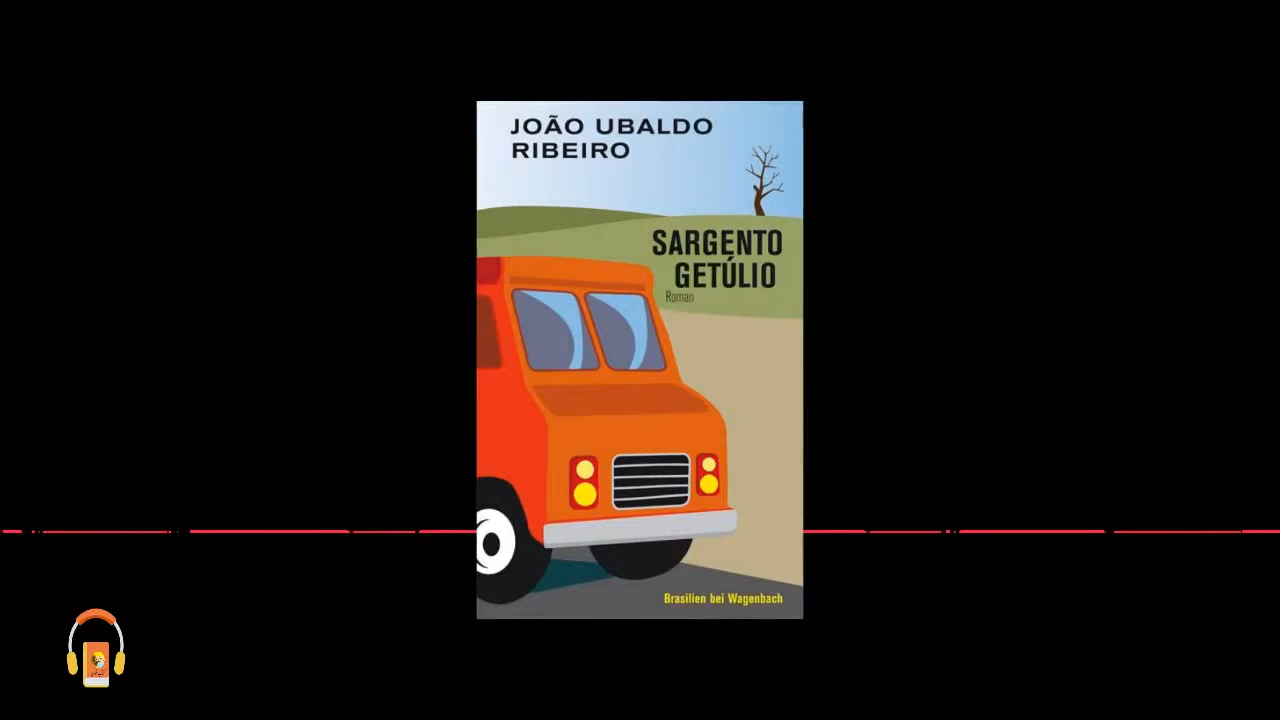 JOÃO UBALDO
RIBEIRO
SARGENTO
GETÚLIO
Roman
Brasilien bei Wagenbach